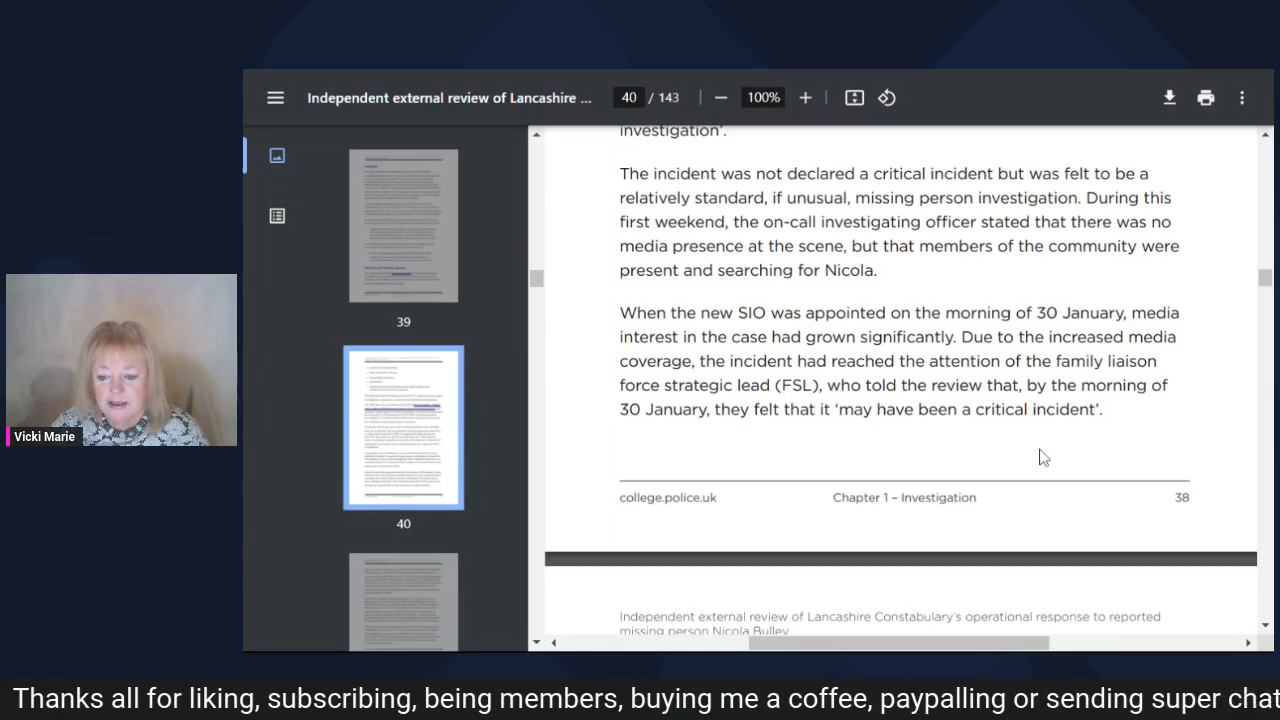 Independent external review of Lancashire ...
40 / 143
100%
investigation'.
The incident was not declared a critical incident but was felt to be a
relatively standard, if unusual, missing person investigation. During this
first weekend, the on-call investigating officer stated that there was no
media presence at the scene, but that members of the community were
present and searching for Nicola.
When the new SIO was appointed on the morning of 30 January, media
interest in the case had grown significantly. Due to the increased media
coverage, the incident had reached the attention of the family liaison
force strategic lead (FSL), who told the review that, by the morning of
30 January, they felt that it 'may have been a critical incident'.
college.police.uk
Chapter 1 – Investigation
38
Independent external review of Lancashire Constabulary's operational response to reported
missing person Nicola Bulley
39
40
Vicki Marie
Thanks all for liking, subscribing, being members, buying me a coffee, paypalling or sending super chat